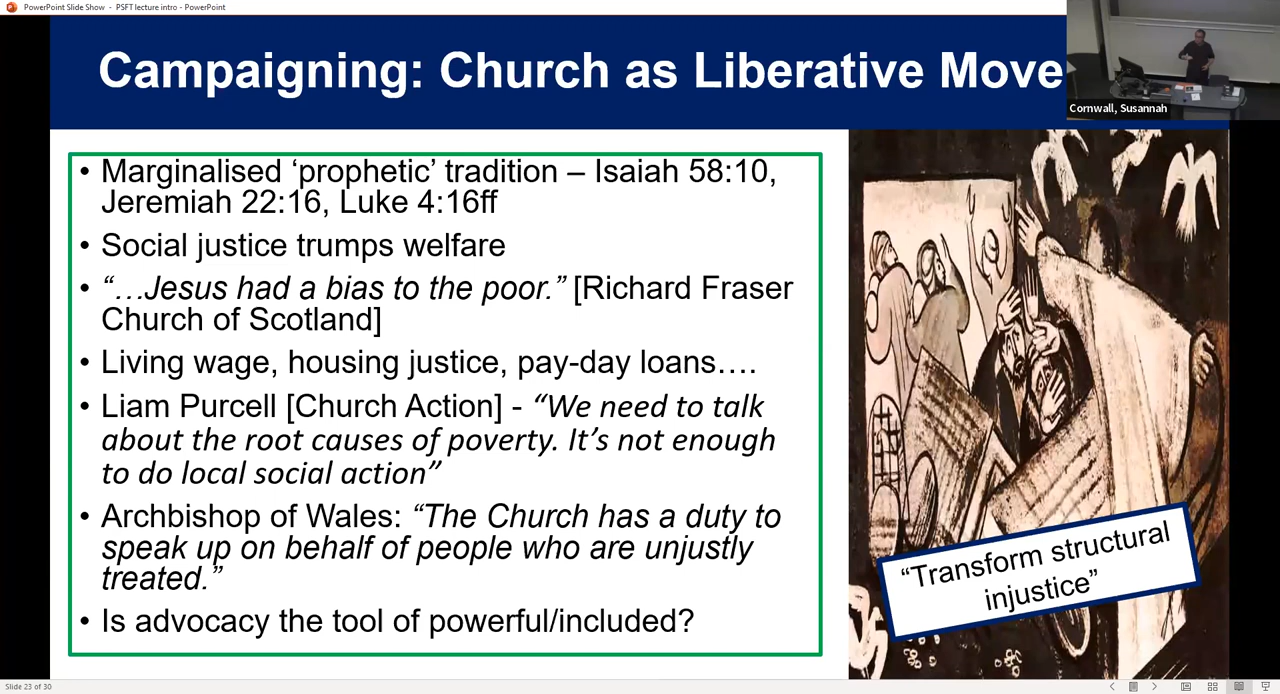 PowerPoint Slide Show - PSFT lecture intro - PowerPoint
Campaigning: Church as Liberative Move
Cornwall, Susannah
• Marginalised ‘prophetic’ tradition – Isaiah 58:10,
Jeremiah 22:16, Luke 4:16ff
• Social justice trumps welfare
• “…Jesus had a bias to the poor.” [Richard Fraser
Church of Scotland]
• Living wage, housing justice, pay-day loans….
• Liam Purcell [Church Action] - “We need to talk
about the root causes of poverty. It’s not enough
to do local social action”
• Archbishop of Wales: “The Church has a duty to
speak up on behalf of people who are unjustly
treated.”
• Is advocacy the tool of powerful/included?
“Transform structural
injustice”
Slide 23 of 30